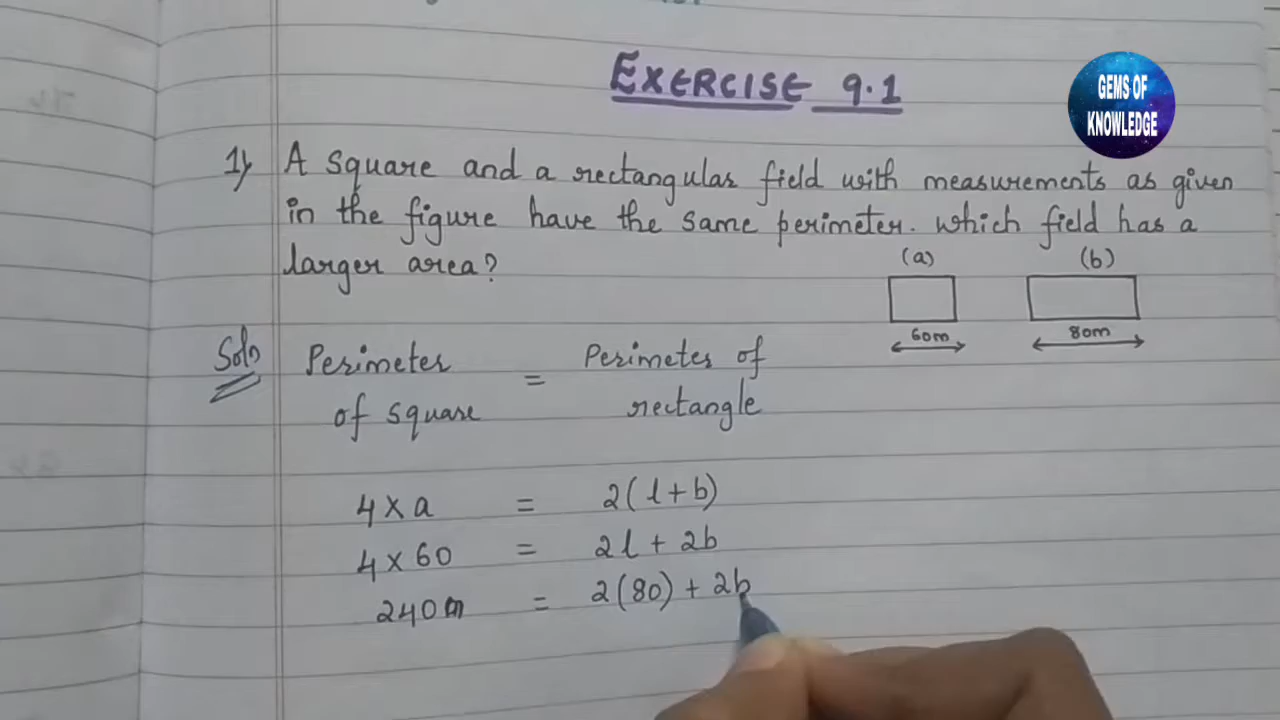 EXERCISE 9.1
GEMS OF
KNOWLEDGE
1) A square and a rectangular field with measurements as given
in the figure have the same perimeter. which field has a
larger area?
(a) (b)
60m 80m
Soln Perimeter = Perimeter of
of square rectangle
4 × a = 2(l + b)
4 × 60 = 2l + 2b
240m = 2(80) + 2b